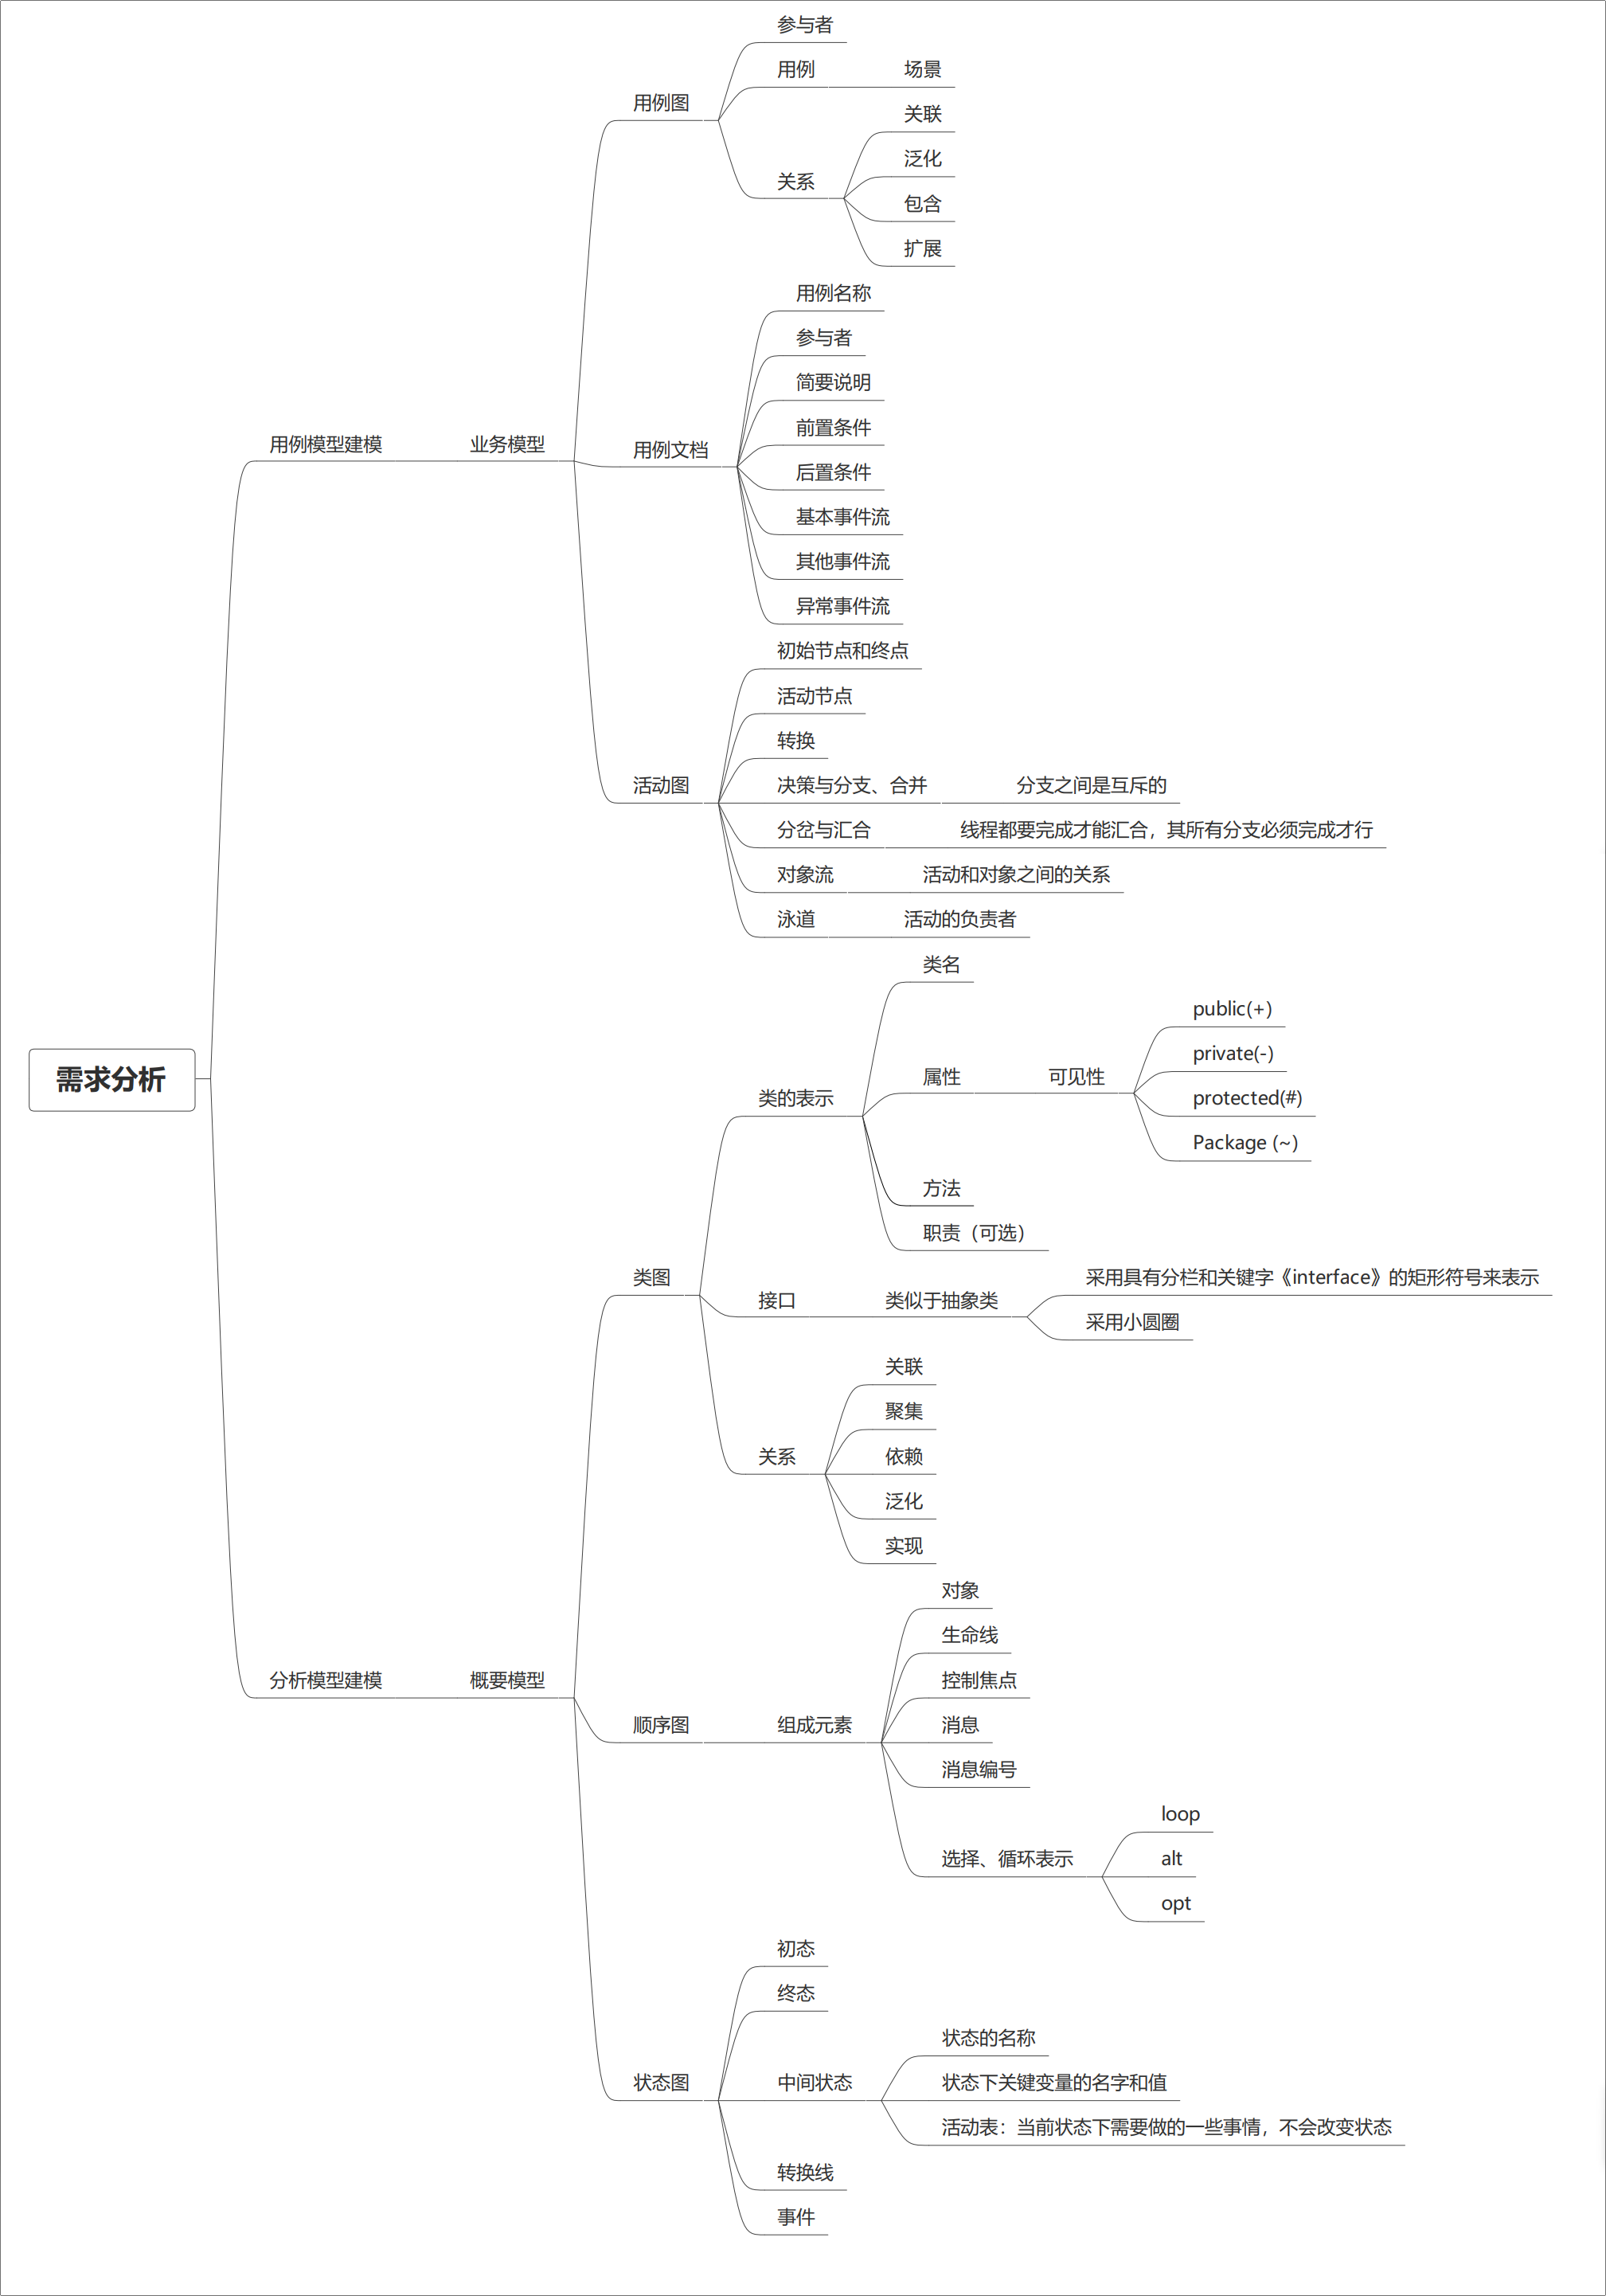 参与者
用例
场景
用例图
关联
泛化
关系
包含
扩展
用例名称
参与者
简要说明
前置条件
用例模型建模
业务模型
用例文档
后置条件
基本事件流
其他事件流
异常事件流
初始节点和终点
活动节点
转换
活动图
决策与分支、合并
分支之间是互斥的
分岔与汇合
线程都要完成才能汇合，其所有分支必须完成才行
对象流
活动和对象之间的关系
泳道
活动的负责者
类名
public(+)
private(-)
需求分析
属性
可见性
类的表示
protected(#)
Package (~)
方法
职责（可选）
类图
采用具有分栏和关键字《interface》的矩形符号来表示
接口
类似于抽象类
采用小圆圈
关联
聚集
关系
依赖
泛化
实现
对象
生命线
分析模型建模
概要模型
控制焦点
顺序图
组成元素
消息
消息编号
loop
选择、循环表示
alt
opt
初态
终态
状态的名称
状态图
中间状态
状态下关键变量的名字和值
活动表：当前状态下需要做的一些事情，不会改变状态
转换线
事件